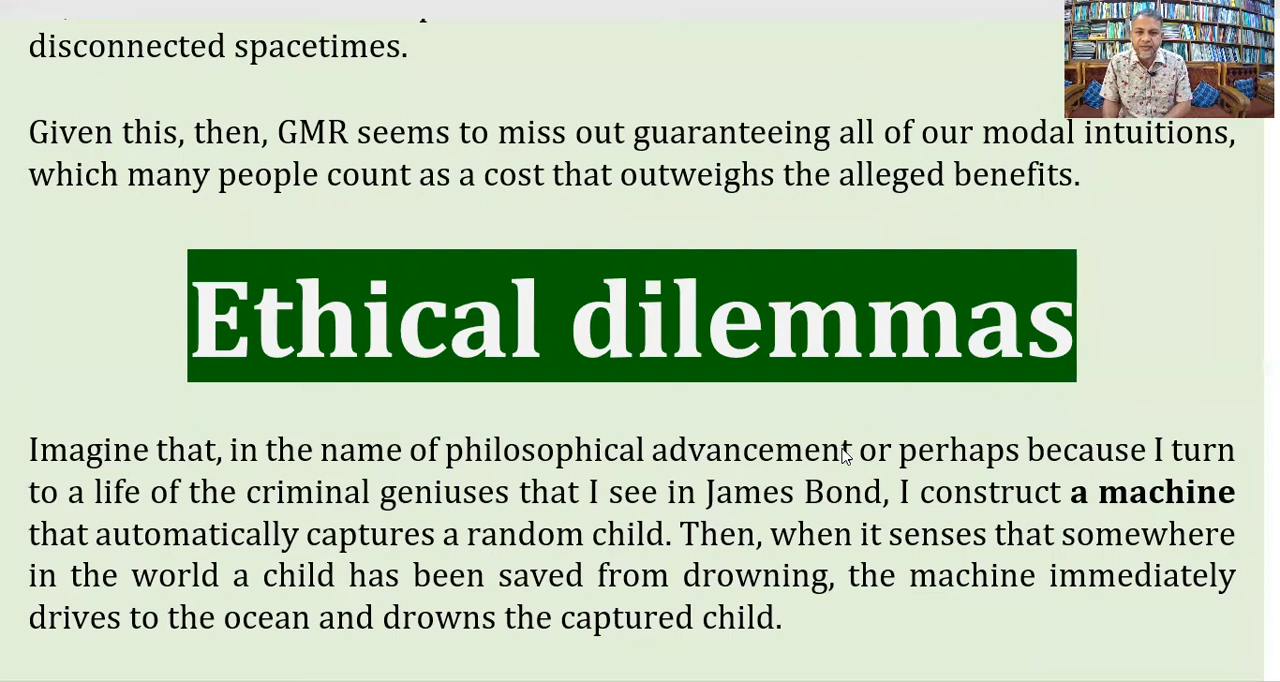 disconnected spacetimes.
Given this, then, GMR seems to miss out guaranteeing all of our modal intuitions,
which many people count as a cost that outweighs the alleged benefits.
Ethical dilemmas
Imagine that, in the name of philosophical advancement or perhaps because I turn
to a life of the criminal geniuses that I see in James Bond, I construct a machine
that automatically captures a random child. Then, when it senses that somewhere
in the world a child has been saved from drowning, the machine immediately
drives to the ocean and drowns the captured child.